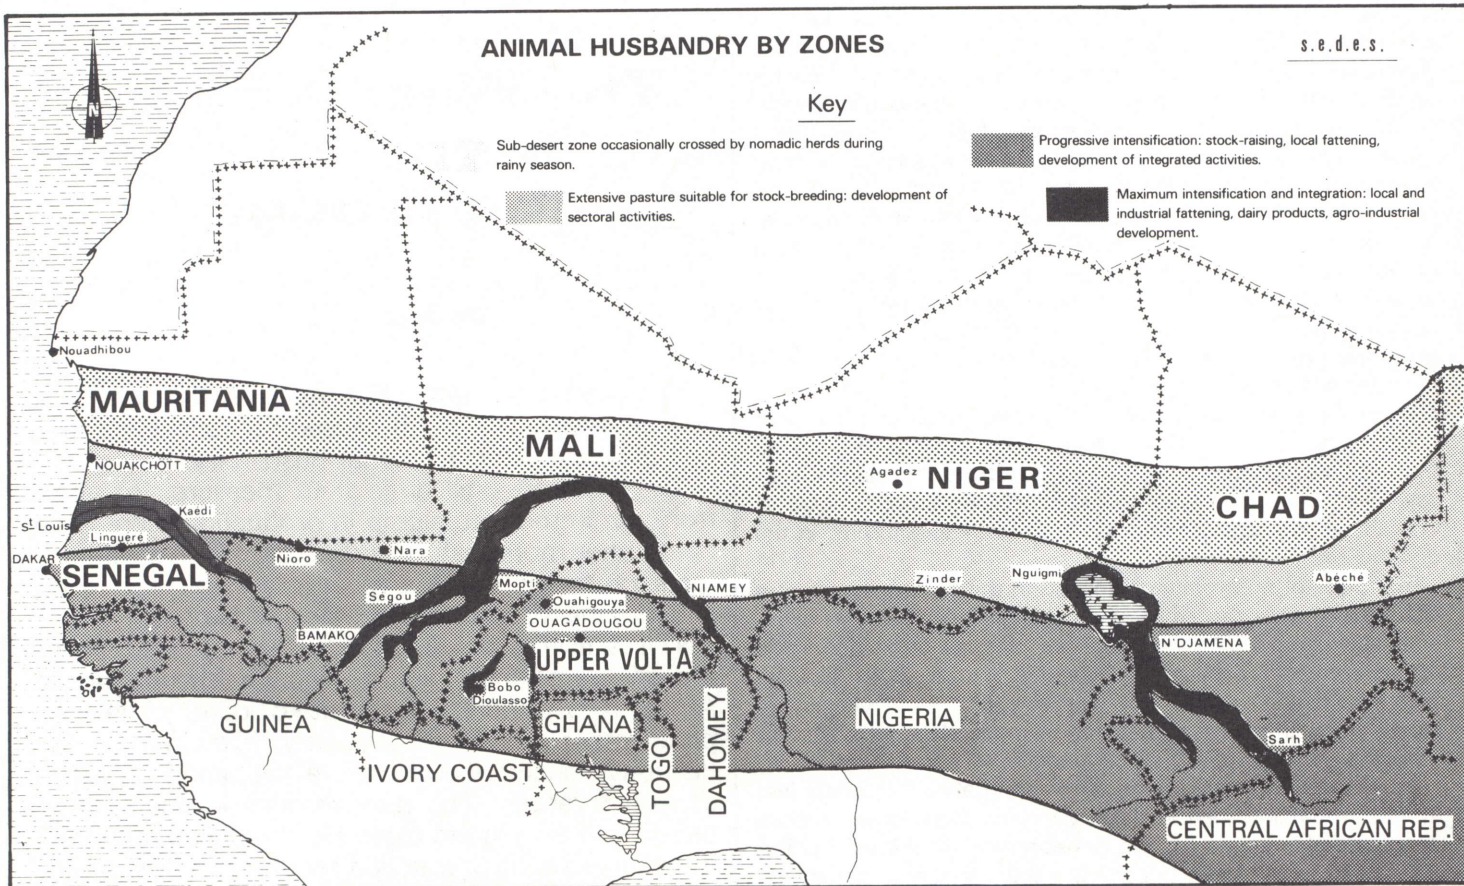 ANIMAL HUSBANDRY BY ZONES
s.e.d.e.s.
Key
Sub-desert zone occasionally crossed by nomadic herds during
rainy season.
Extensive pasture suitable for stock-breeding: development of
sectoral activities.
Progressive intensification: stock-raising, local fattening,
development of integrated activities.
Maximum intensification and integration: local and
industrial fattening, dairy products, agro-industrial
development.
N
Nouadhibou
MAURITANIA
MALI
NOUAKCHOTT
Agadez
NIGER
CHAD
St Louis
Kaédi
Lingueré
Nioro
Nara
DAKAR
SENEGAL
Mopti
Ségou
NIAMEY
Zinder
Nguigmi
Abéché
Ouahigouya
OUAGADOUGOU
BAMAKO
UPPER VOLTA
N'DJAMENA
Bobo
Dioulasso
GUINEA
GHANA
NIGERIA
Sarh
IVORY COAST
TOGO
DAHOMEY
CENTRAL AFRICAN REP.